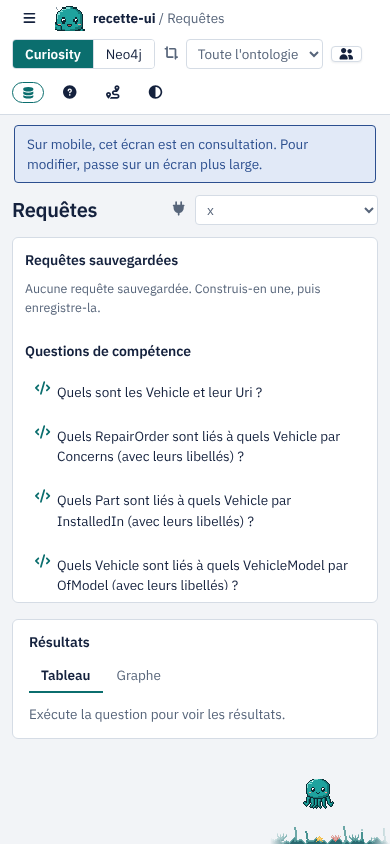 recette-ui / Requêtes
Curiosity Neo4j Toute l'ontologie
Sur mobile, cet écran est en consultation. Pour
modifier, passe sur un écran plus large.
Requêtes x
Requêtes sauvegardées
Aucune requête sauvegardée. Construis-en une, puis
enregistre-la.
Questions de compétence
</> Quels sont les Vehicle et leur Uri ?
</> Quels RepairOrder sont liés à quels Vehicle par
Concerns (avec leurs libellés) ?
</> Quels Part sont liés à quels Vehicle par
InstalledIn (avec leurs libellés) ?
</> Quels Vehicle sont liés à quels VehicleModel par
OfModel (avec leurs libellés) ?
Résultats
Tableau Graphe
Exécute la question pour voir les résultats.